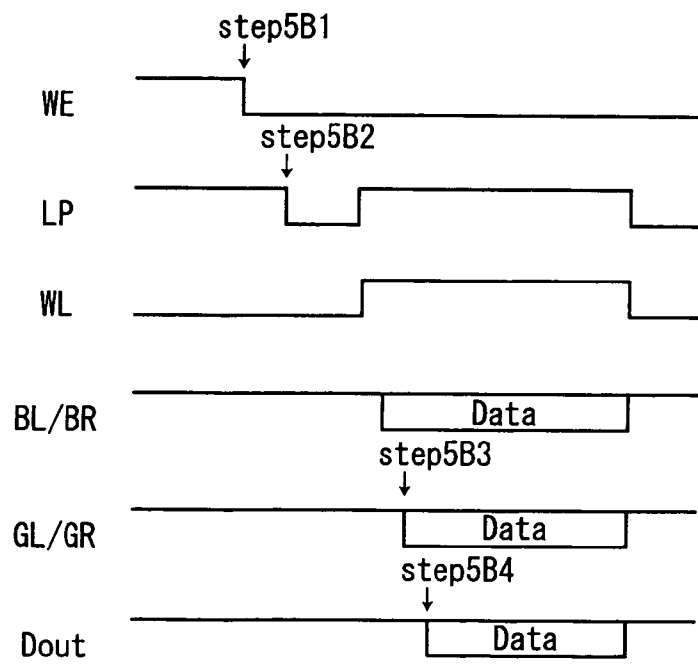 step5B1
WE
step5B2
LP
WL
BL/BR
Data
step5B3
GL/GR
Data
step5B4
Dout
Data